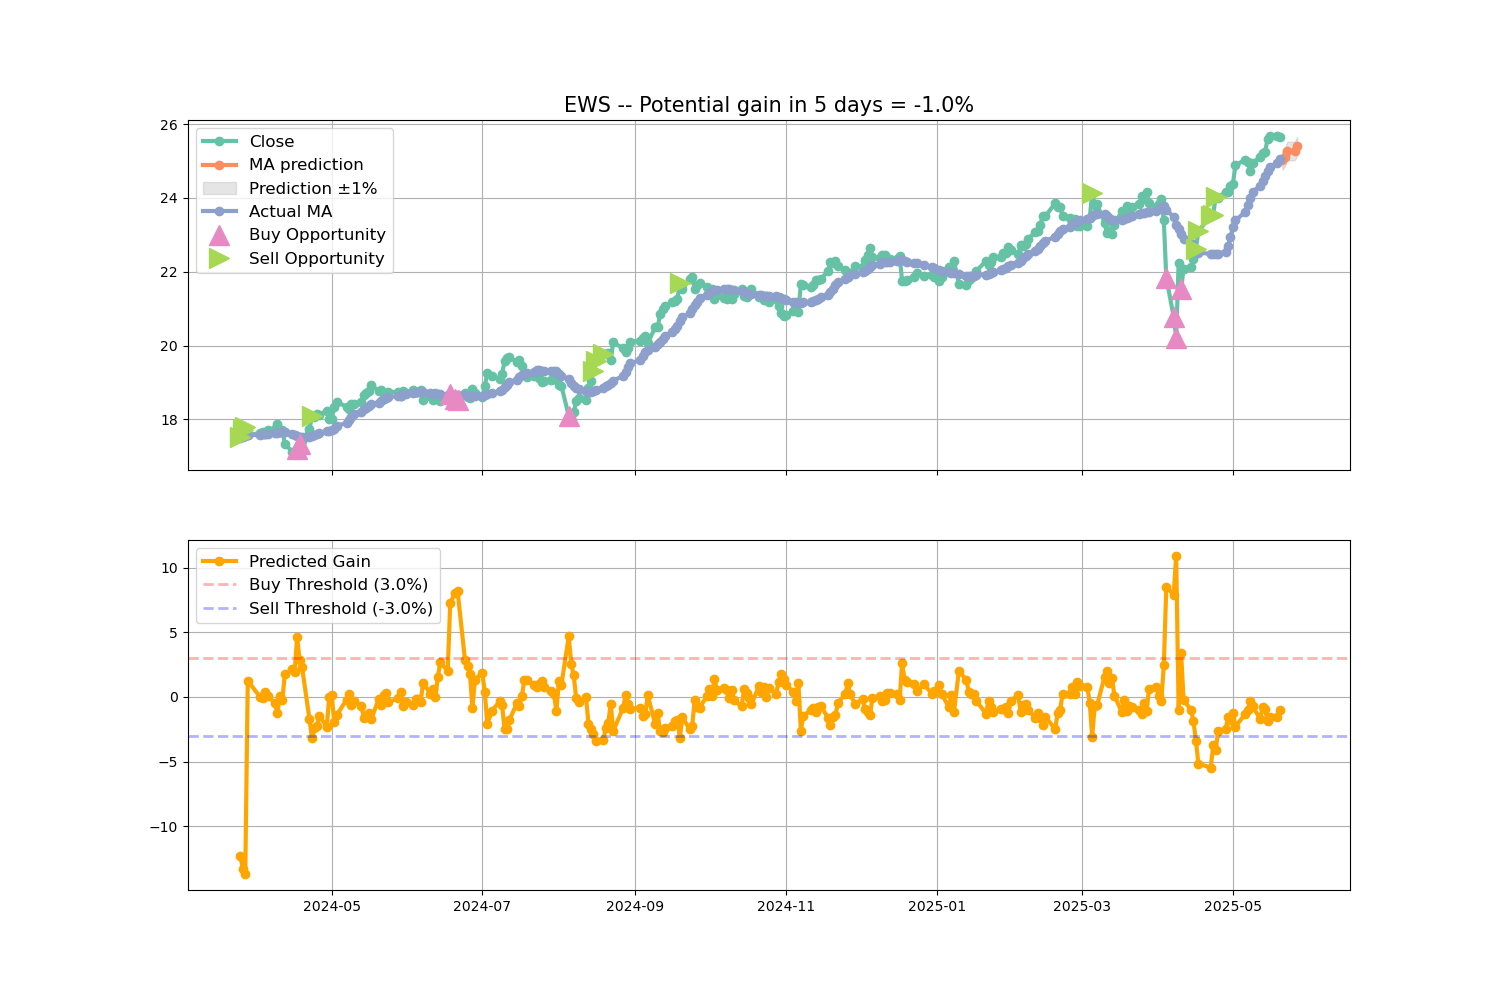 EWS -- Potential gain in 5 days = -1.0%
26
24
22
20
18
Close
MA prediction
Prediction ±1%
Actual MA
Buy Opportunity
Sell Opportunity
10
5
0
−5
−10
Predicted Gain
Buy Threshold (3.0%)
Sell Threshold (-3.0%)
2024-05 2024-07 2024-09 2024-11 2025-01 2025-03 2025-05